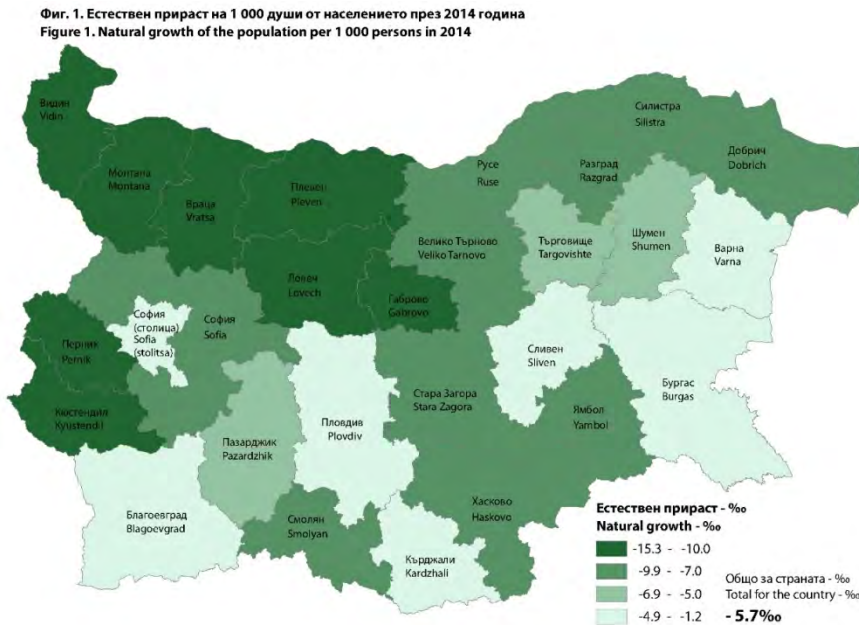 Фиг. 1. Естествен прираст на 1 000 души от населението през 2014 година
Figure 1. Natural growth of the population per 1 000 persons in 2014
Видин
Vidin
Монтана
Montana
Враца
Vratsa
Плевен
Pleven
Ловеч
Lovech
Габрово
Gabrovo
Велико Търново
Veliko Tarnovo
Русе
Ruse
Разград
Razgrad
Силистра
Silistra
Добрич
Dobrich
Търговище
Targovishte
Шумен
Shumen
Варна
Varna
София
(столица)
Sofia
(stolitsa)
София
Sofia
Перник
Pernik
Кюстендил
Kyustendil
Благоевград
Blagoevgrad
Пазарджик
Pazardzhik
Пловдив
Plovdiv
Смолян
Smolyan
Стара Загора
Stara Zagora
Сливен
Sliven
Ямбол
Yambol
Бургас
Burgas
Хасково
Haskovo
Кърджали
Kardzhali
Естествен прираст - ‰
Natural growth - ‰
-15.3 - -10.0
-9.9 - -7.0
-6.9 - -5.0
-4.9 - -1.2
Общо за страната - ‰
Total for the country - ‰
- 5.7‰